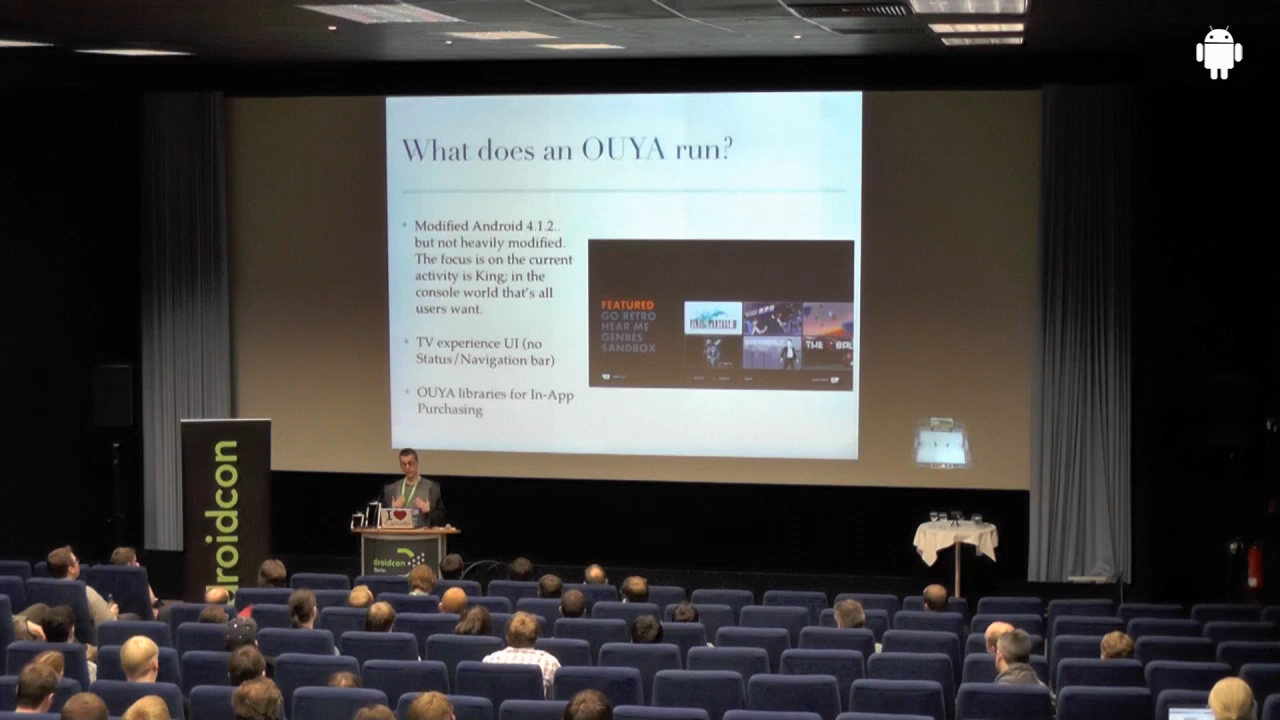 What does an OUYA run?
Modified Android 4.1.2..
but not heavily modified.
The focus is on the current
activity is King; in the
console world that's all
users want.
TV experience UI (no
Status/Navigation bar)
OUYA libraries for In-App
Purchasing
FEATURED
GO RETRO
HEAR ME
GENRES
SANDBOX
THE
droidcon
I
droidcon
Berlin